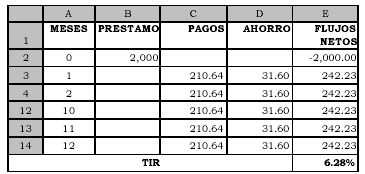 A B C D E
1 MESES PRESTAMO PAGOS AHORRO FLUJOS
NETOS
2 0 2,000 -2,000.00
3 1 210.64 31.60 242.23
4 2 210.64 31.60 242.23
12 10 210.64 31.60 242.23
13 11 210.64 31.60 242.23
14 12 210.64 31.60 242.23
TIR 6.28%